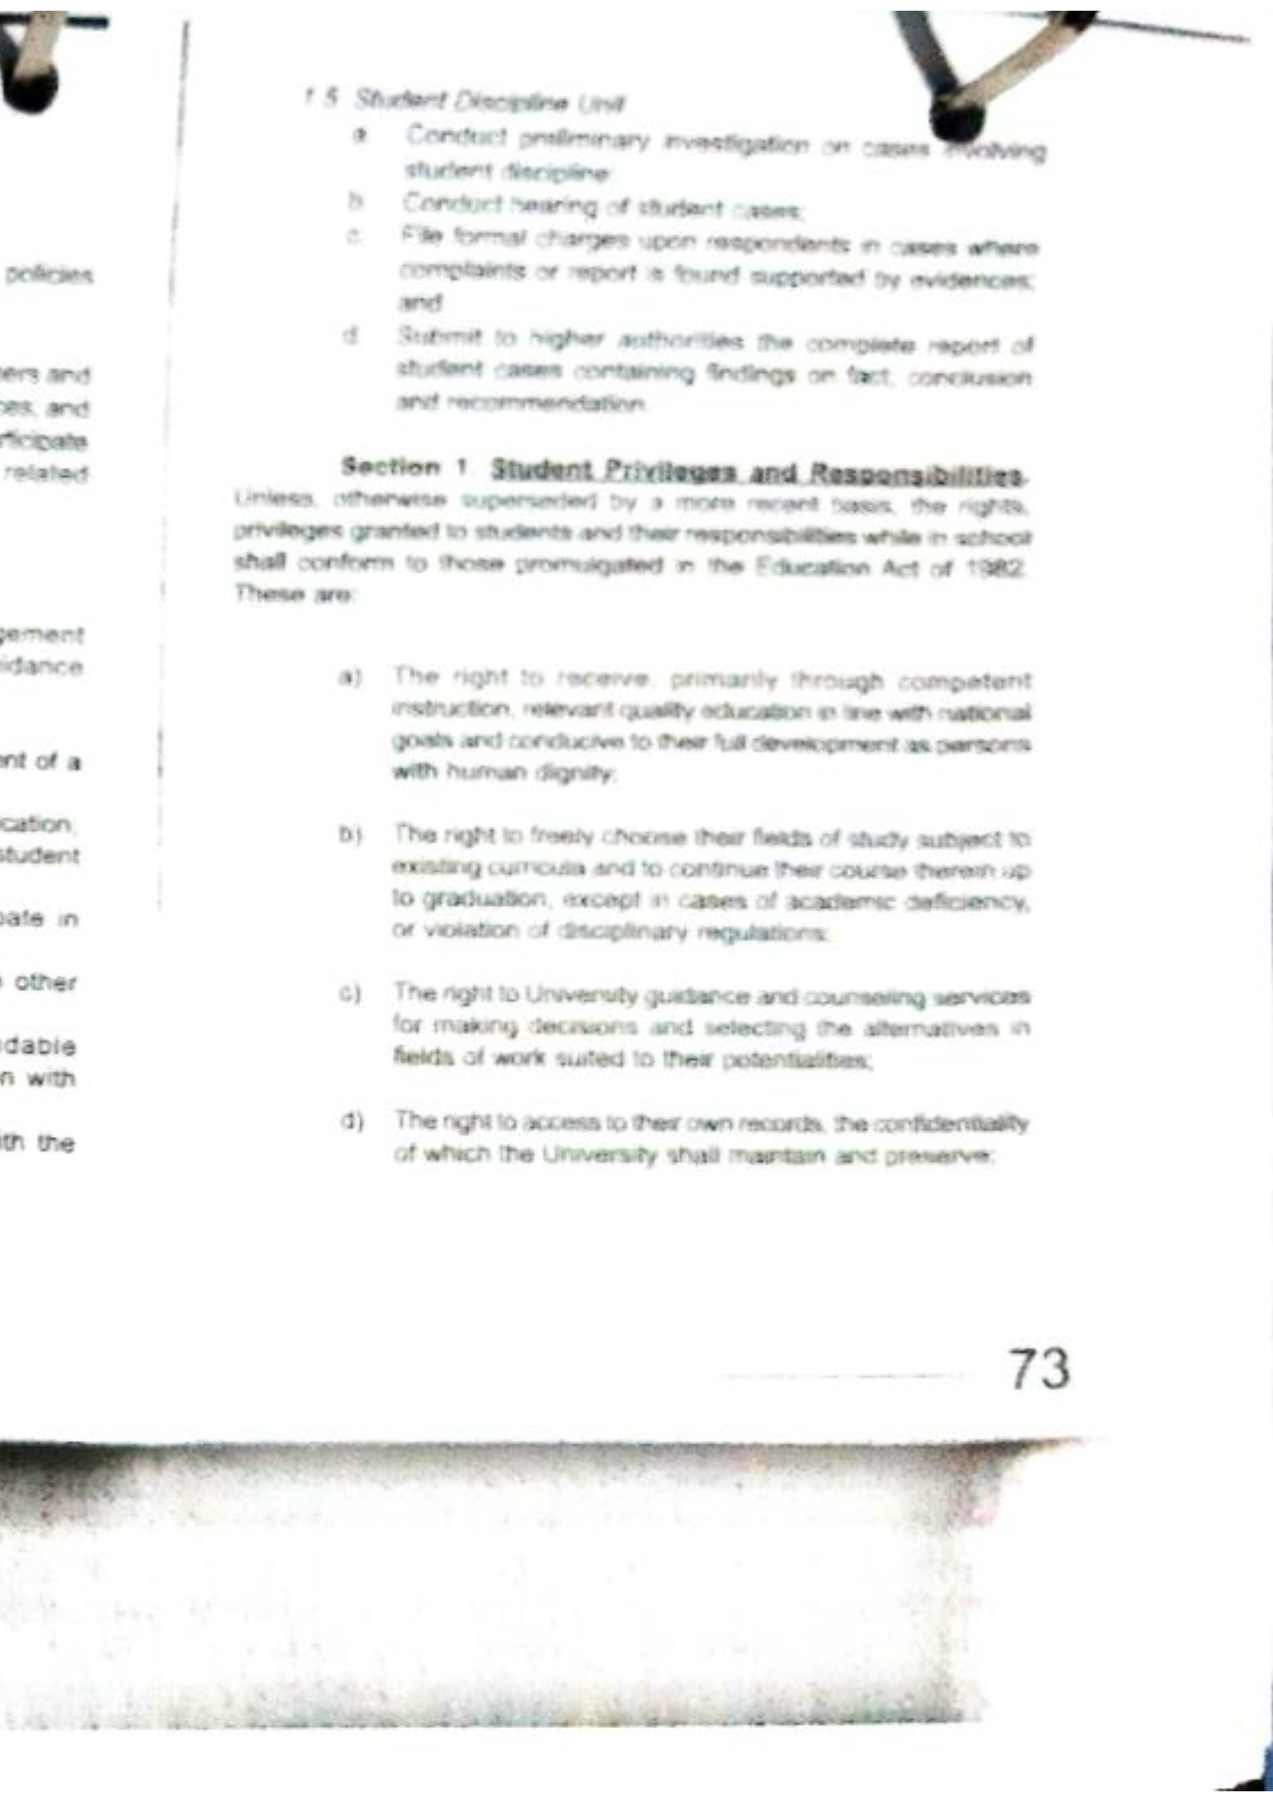 policies
ers and
ces, and
rticipate
related
gement
idance
ent of a
cation;
student
pate in
other
dable
n with
ith the
1.5 Student Discipline Unit
a. Conduct preliminary investigation on cases involving
student discipline;
b. Conduct hearing of student cases;
c. File formal charges upon respondents in cases where
complaints or report is found supported by evidences;
and
d. Submit to higher authorities the complete report of
student cases containing findings on fact, conclusion
and recommendation.
Section 1 Student Privileges and Responsibilities.
Unless, otherwise superseded by a more recent basis, the rights,
privileges granted to students and their responsibilities while in school
shall conform to those promulgated in the Education Act of 1982.
These are:
a) The right to receive, primarily through competent
instruction, relevant quality education in line with national
goals and conducive to their full development as persons
with human dignity;
b) The right to freely choose their fields of study subject to
existing curricula and to continue their course therein up
to graduation, except in cases of academic deficiency,
or violation of disciplinary regulations;
c) The right to University guidance and counseling services
for making decisions and selecting the alternatives in
fields of work suited to their potentialities;
d) The right to access to their own records, the confidentiality
of which the University shall maintain and preserve;
73